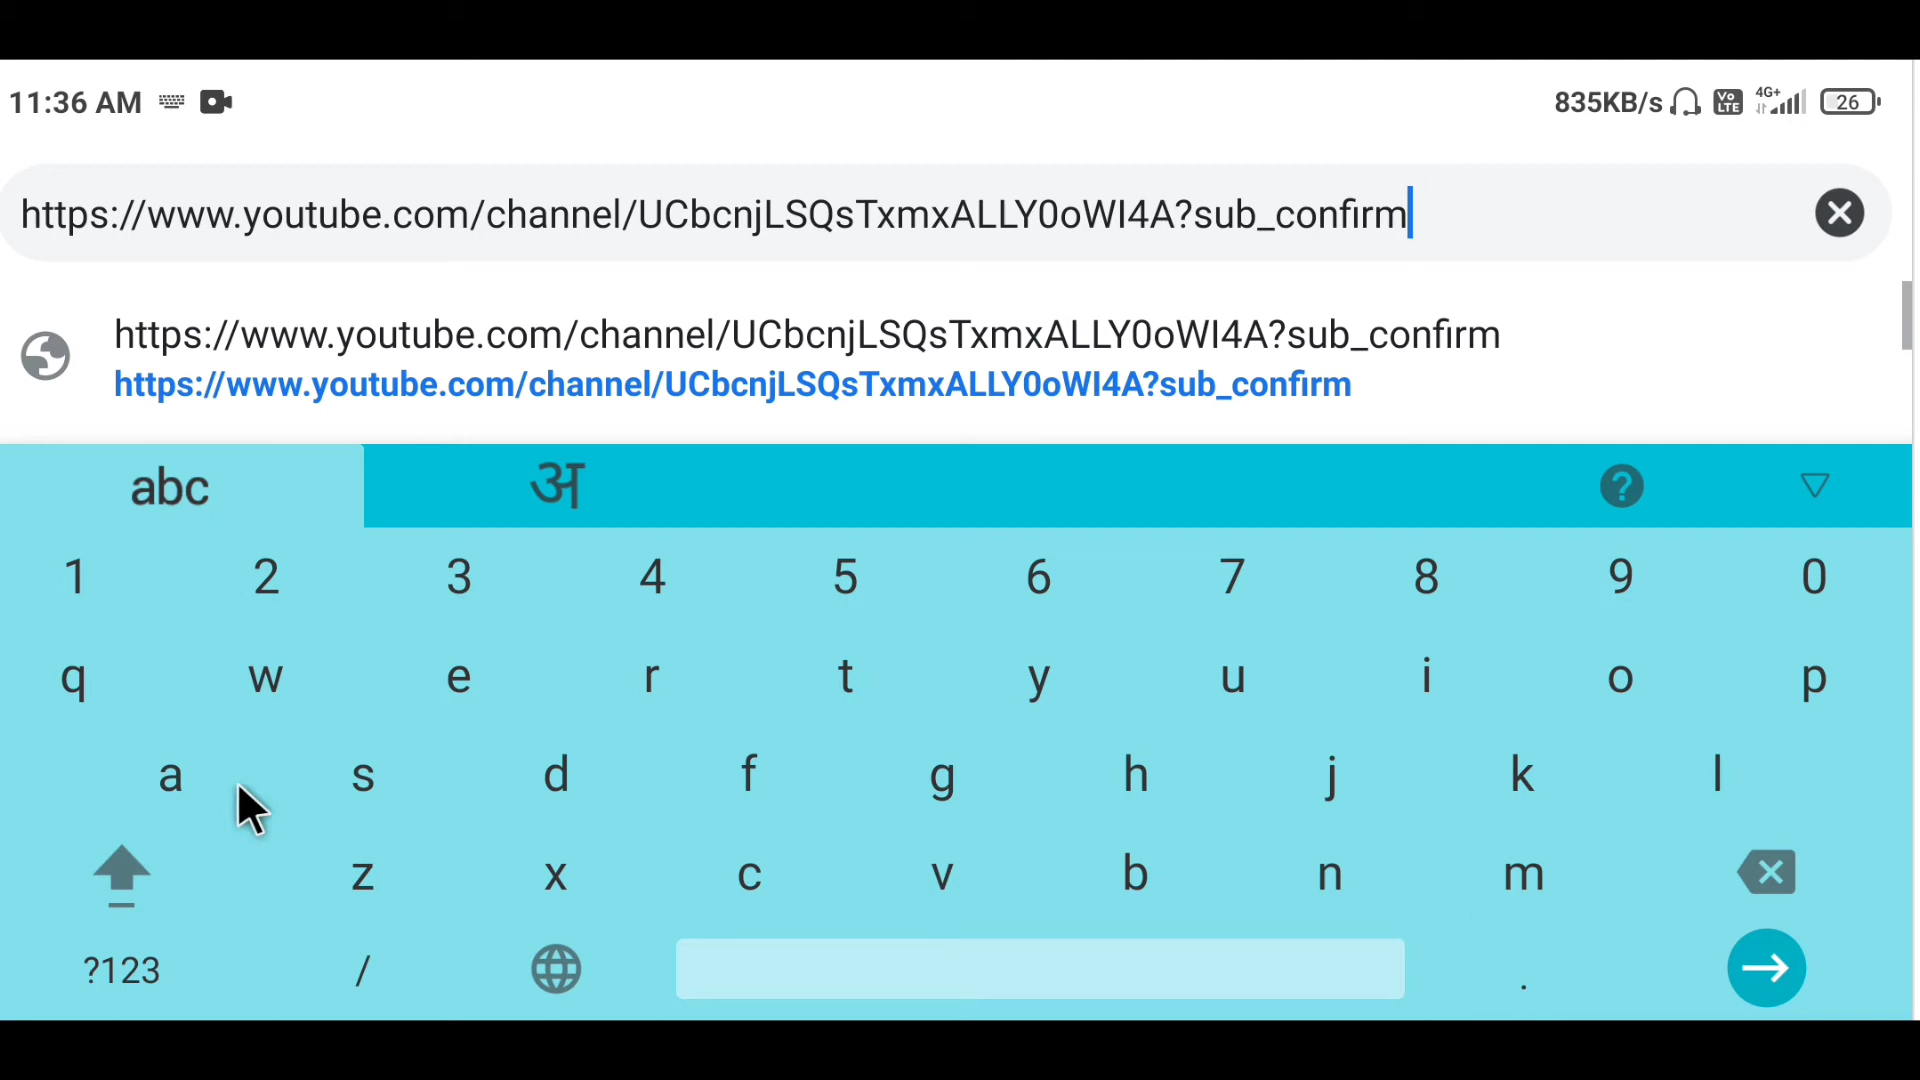 11:36 AM
835KB/s Vo LTE 4G+ 26
https://www.youtube.com/channel/UCbcnjLSQsTxmxALLY0oWI4A?sub_confirm
https://www.youtube.com/channel/UCbcnjLSQsTxmxALLY0oWI4A?sub_confirm
https://www.youtube.com/channel/UCbcnjLSQsTxmxALLY0oWI4A?sub_confirm
abc अ ?
1 2 3 4 5 6 7 8 9 0
q w e r t y u i o p
a s d f g h j k l
z x c v b n m
?123 / .